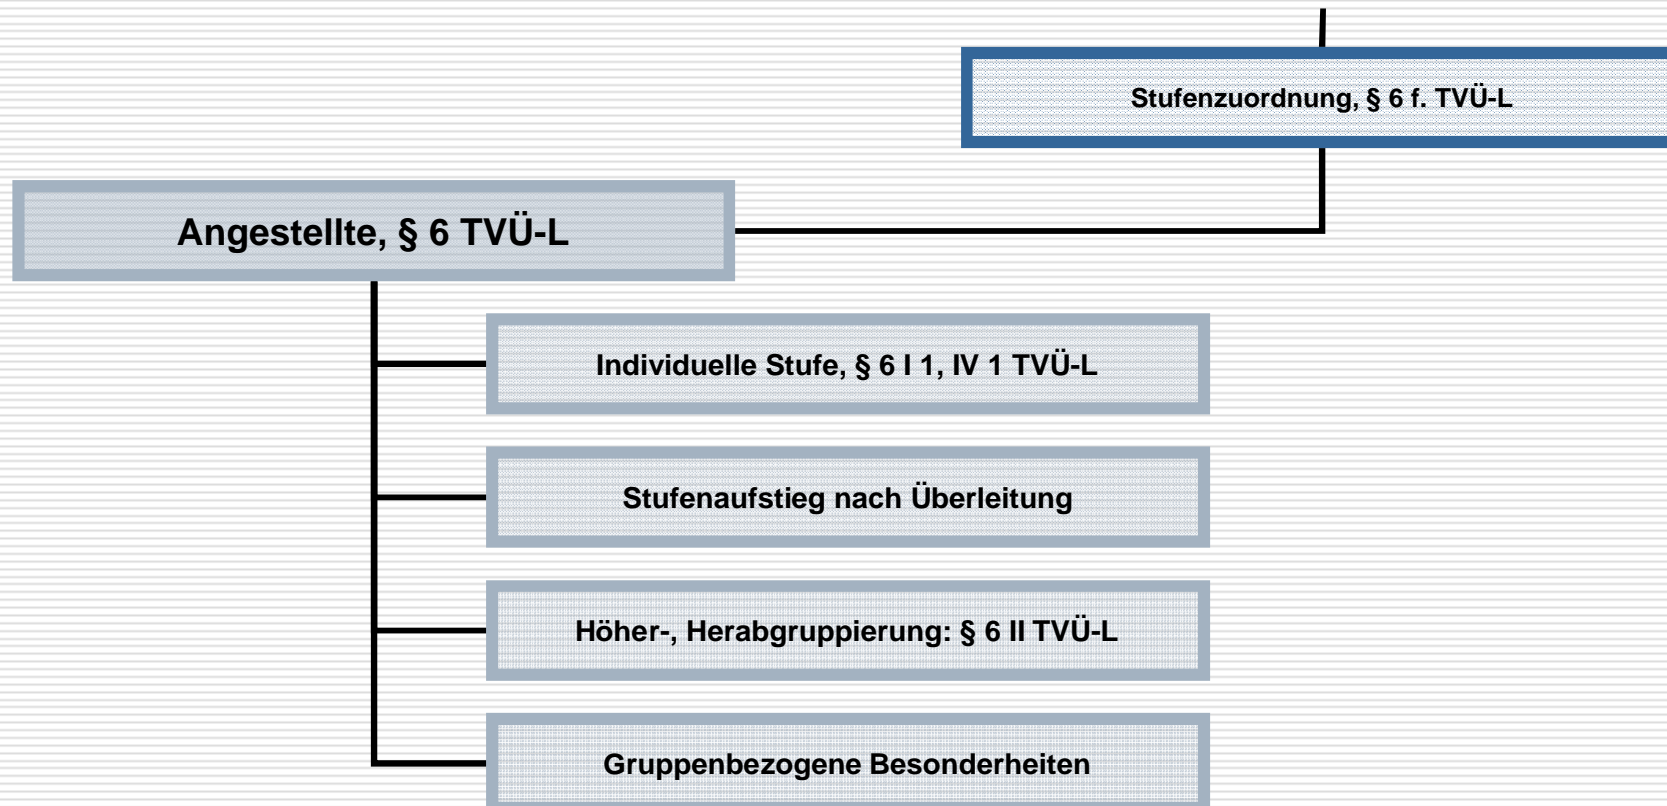 Stufenzuordnung, § 6 f. TVÜ-L
Angestellte, § 6 TVÜ-L
Individuelle Stufe, § 6 I 1, IV 1 TVÜ-L
Stufenaufstieg nach Überleitung
Höher-, Herabgruppierung: § 6 II TVÜ-L
Gruppenbezogene Besonderheiten